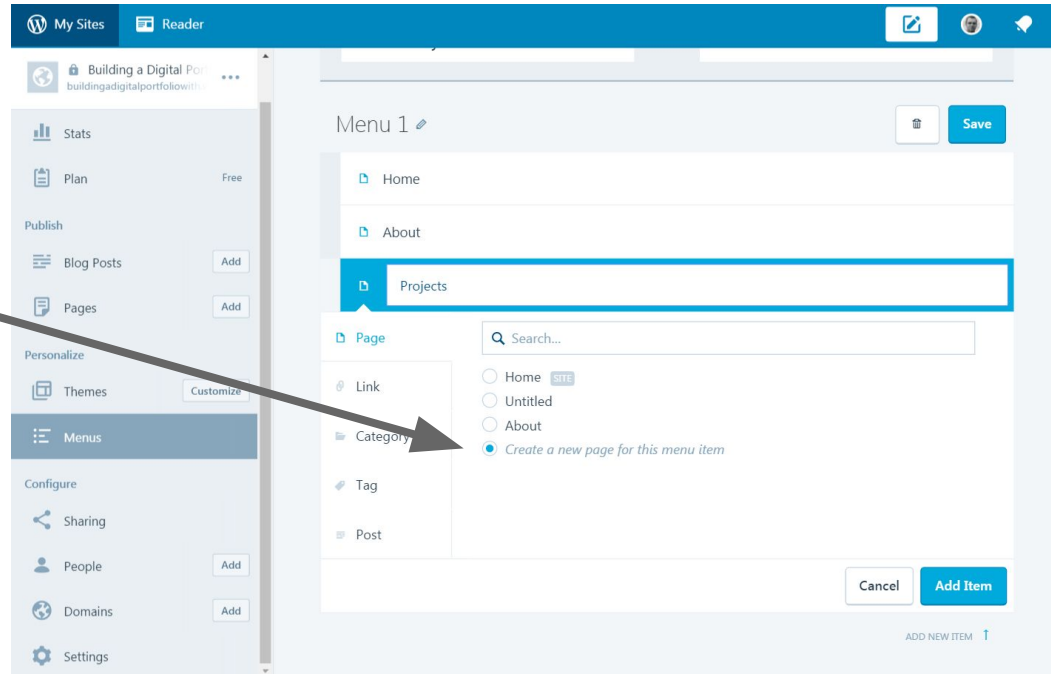 My Sites
Reader
Building a Digital Por
buildingadigitalportfoliowith
Stats
Plan Free
Publish
Blog Posts Add
Pages Add
Personalize
Themes Customize
Menus
Configure
Sharing
People Add
Domains Add
Settings
Menu 1
Save
Home
About
Projects
Page
Link
Category
Tag
Post
Search...
Home SITE
Untitled
About
Create a new page for this menu item
Cancel Add Item
ADD NEW ITEM ↑